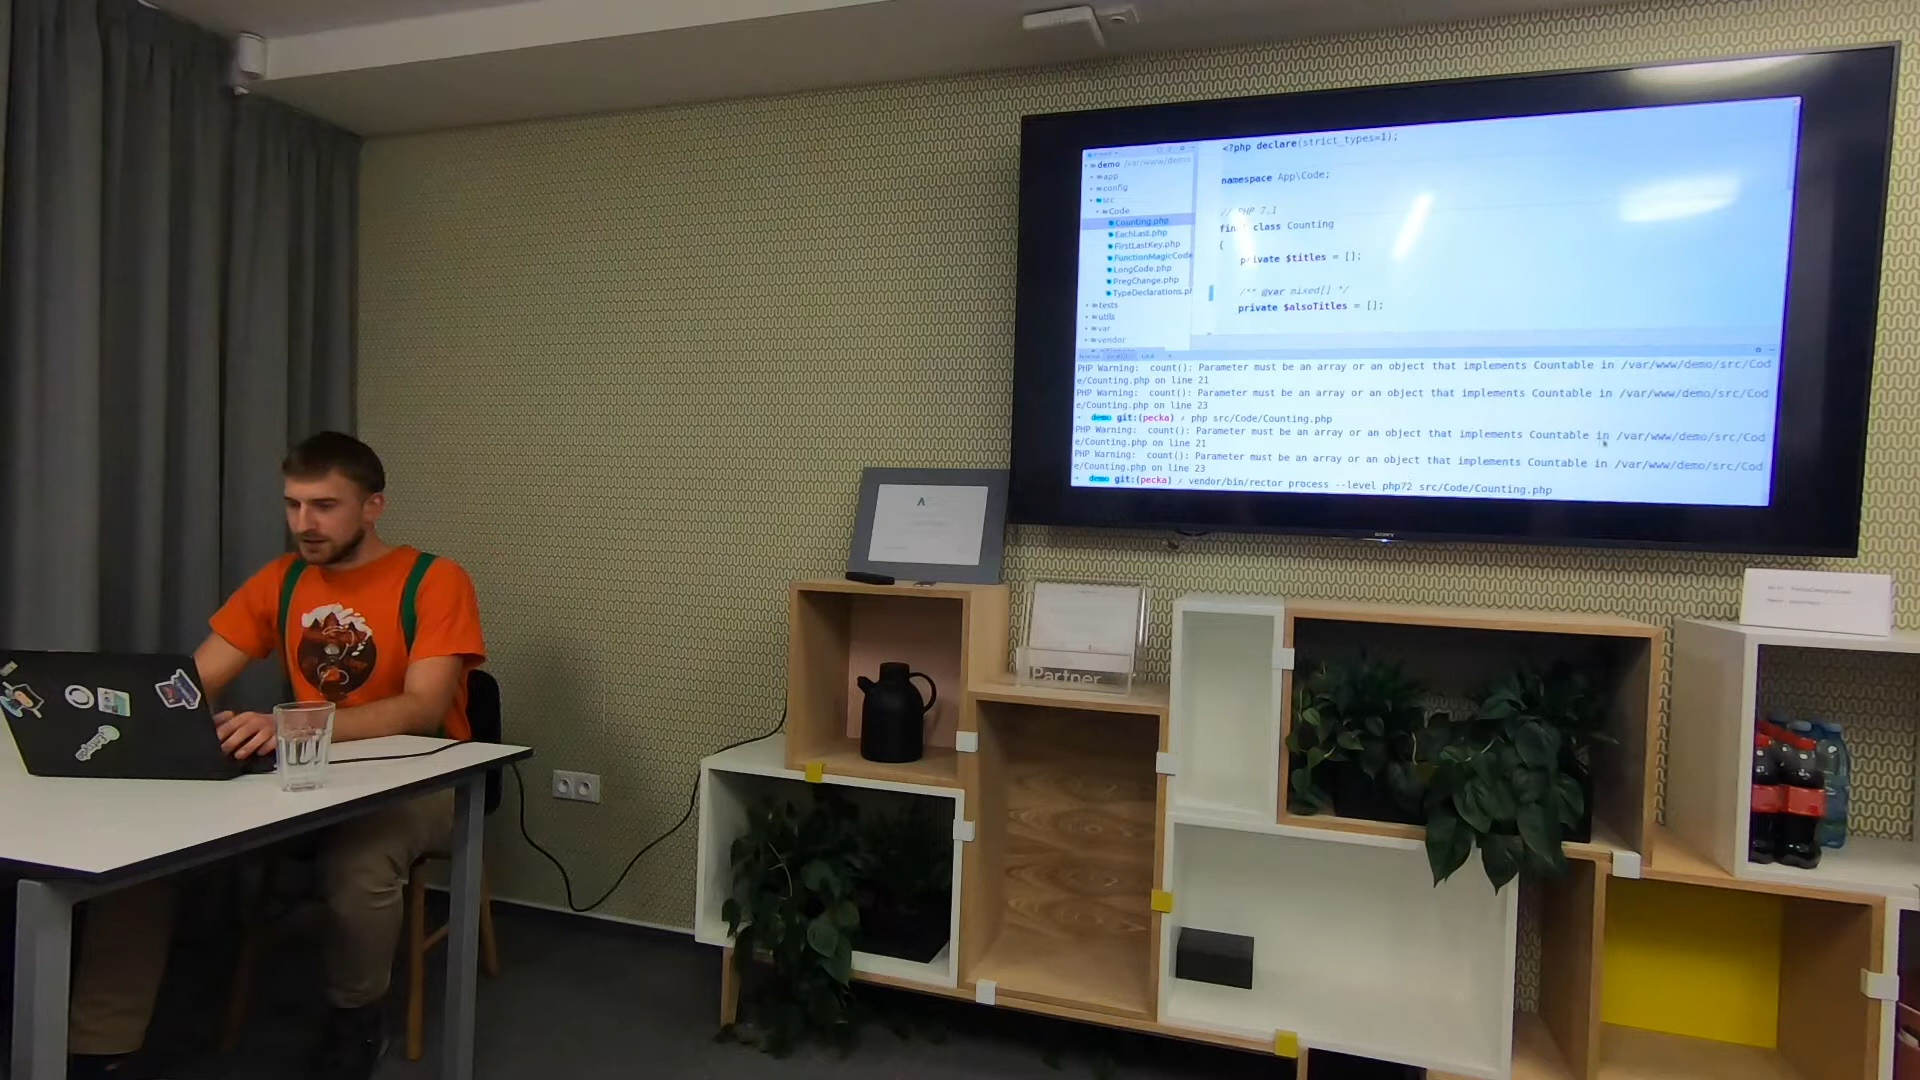 demo /var/www/demo
app
config
src
Code
Counting.php
EachLast.php
FirstLastKey.php
FunctionMagicCode
LongCode.php
PregChange.php
TypeDeclarations.ph
tests
utils
var
vendor
<?php declare(strict_types=1);
namespace App\Code;
// PHP 7.1
class Counting
{
private $titles = [];
/** @var mixed[] */
private $alsoTitles = [];
PHP Warning:  count(): Parameter must be an array or an object that implements Countable in /var/www/demo/src/Cod
e/Counting.php on line 21
PHP Warning:  count(): Parameter must be an array or an object that implements Countable in /var/www/demo/src/Cod
e/Counting.php on line 23
demo git:(pecka) ✗ php src/Code/Counting.php
PHP Warning:  count(): Parameter must be an array or an object that implements Countable in /var/www/demo/src/Cod
e/Counting.php on line 21
PHP Warning:  count(): Parameter must be an array or an object that implements Countable in /var/www/demo/src/Cod
e/Counting.php on line 23
demo git:(pecka) ✗ vendor/bin/rector process --level php72 src/Code/Counting.php
SONY
Partner